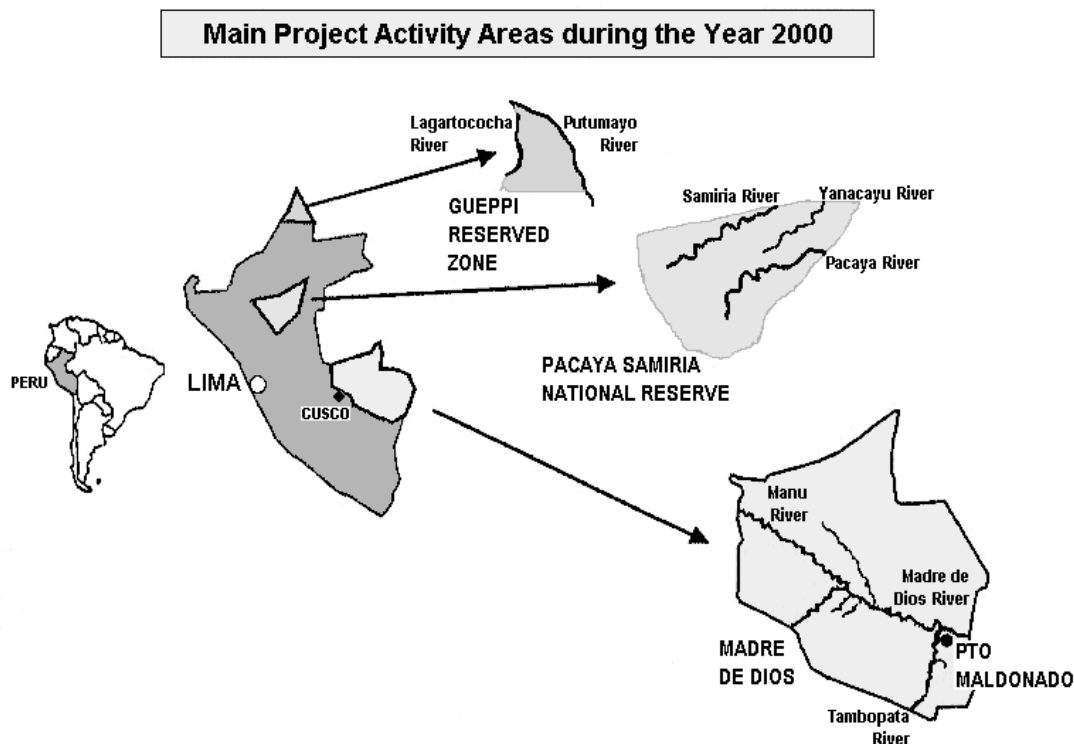 Main Project Activity Areas during the Year 2000
Lagartococha
River
Putumayo
River
GUEPPI
RESERVED
ZONE
Samiria River
Yanacayu River
Pacaya River
PACAYA SAMIRIA
NATIONAL RESERVE
PERU
LIMA
CUSCO
Manu
River
Madre de
Dios River
MADRE
DE DIOS
PTO
MALDONADO
Tambopata
River